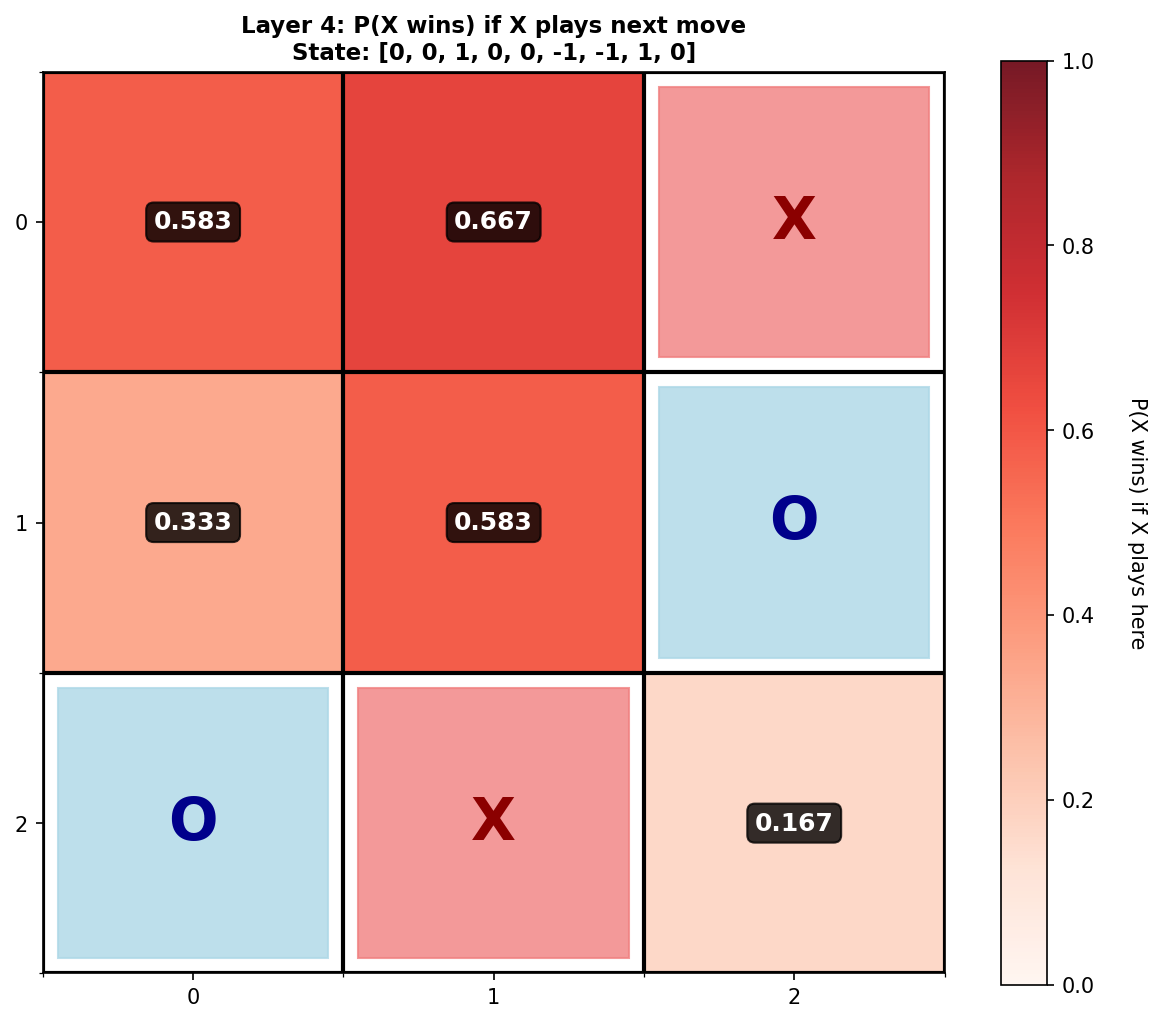 Layer 4: P(X wins) if X plays next move
State: [0, 0, 1, 0, 0, -1, -1, 1, 0]
0
0.583
0.667
X
1
0.333
0.583
O
2
O
X
0.167
0
1
2
1.0
0.8
0.6
0.4
0.2
0.0
P(X wins) if X plays here